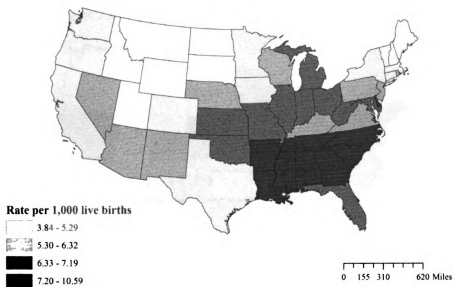 Rate per 1,000 live births
3.84 - 5.29
5.30 - 6.32
6.33 - 7.19
7.20 - 10.59
0 155 310 620 Miles